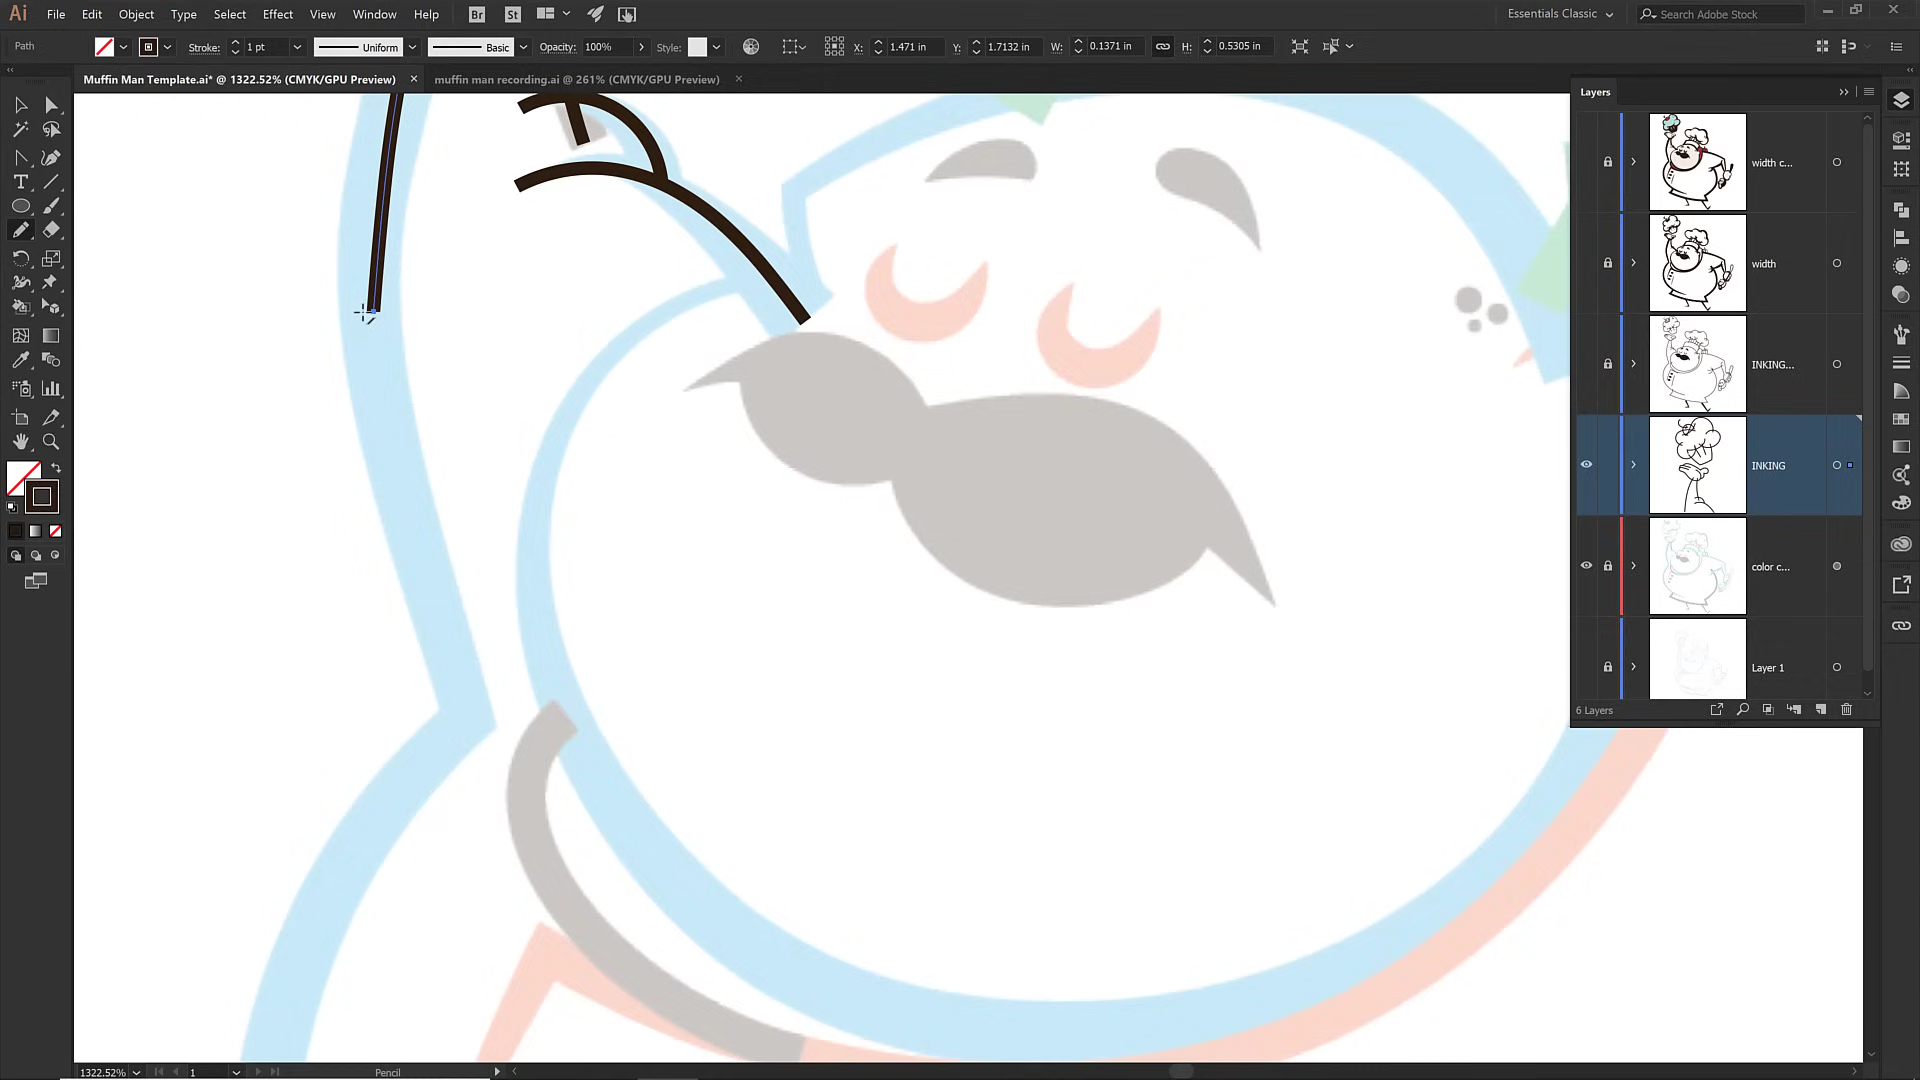 Ai File Edit Object Type Select Effect View Window Help Br St Essentials Classic Search Adobe Stock
Path Stroke: 1 pt Uniform Basic Opacity: 100% Style: X: 1.471 in Y: 1.7132 in W: 0.1371 in H: 0.5305 in
Muffin Man Template.ai* @ 1322.52% (CMYK/GPU Preview) × muffin man recording.ai @ 261% (CMYK/GPU Preview) ×
Layers
width c...
width
INKING...
INKING
color c...
Layer 1
6 Layers
1322.52% 1 Pencil